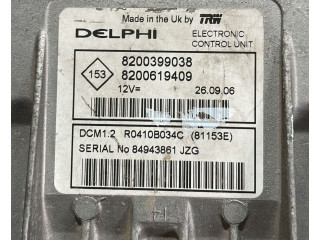 Made in the Uk by TRW
DELPHI
ELECTRONIC
CONTROL UNIT
153
8200399038
8200619409
12V=
26.09.06
DCM1.2 R0410B034C (81153E)
SERIAL No 84943861 JZG